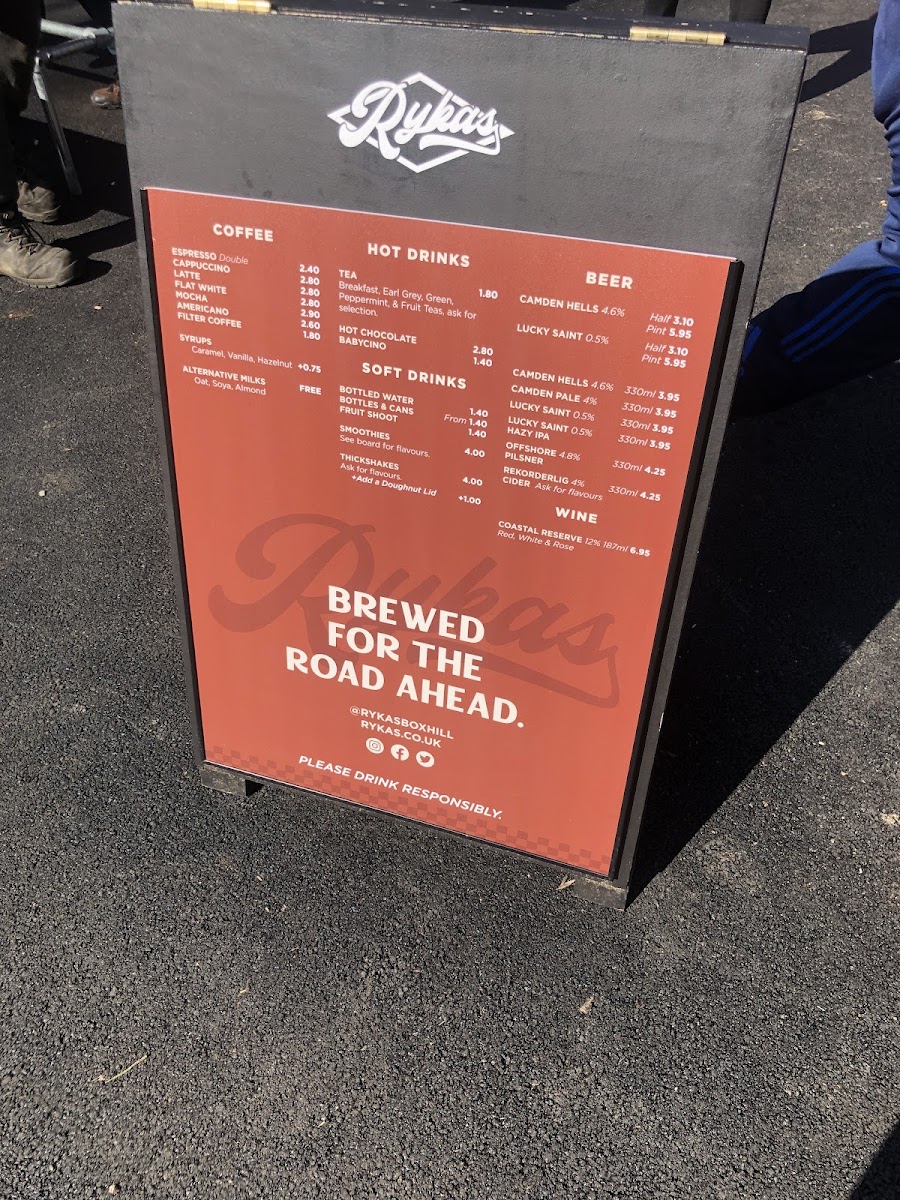 Rykas
COFFEE
ESPRESSO Double 2.40
CAPPUCCINO 2.80
LATTE 2.80
FLAT WHITE 2.80
MOCHA 2.90
AMERICANO 2.60
FILTER COFFEE 1.80
SYRUPS
Caramel, Vanilla, Hazelnut +0.75
ALTERNATIVE MILKS
Oat, Soya, Almond FREE
HOT DRINKS
TEA 1.80
Breakfast, Earl Grey, Green,
Peppermint, & Fruit Teas, ask for
selection.
HOT CHOCOLATE 2.80
BABYCINO 1.40
SOFT DRINKS
BOTTLED WATER 1.40
BOTTLES & CANS From 1.40
FRUIT SHOOT 1.40
SMOOTHIES 4.00
See board for flavours.
THICKSHAKES 4.00
Ask for flavours.
+Add a Doughnut Lid +1.00
BEER
CAMDEN HELLS 4.6% Half 3.10
Pint 5.95
LUCKY SAINT 0.5% Half 3.10
Pint 5.95
CAMDEN HELLS 4.6% 330ml 3.95
CAMDEN PALE 4% 330ml 3.95
LUCKY SAINT 0.5% 330ml 3.95
LUCKY SAINT 0.5% 330ml 3.95
HAZY IPA
OFFSHORE 4.8% 330ml 4.25
PILSNER
REKORDERLIG 4% 330ml 4.25
CIDER Ask for flavours
WINE
COASTAL RESERVE 12% 187ml 6.95
Red, White & Rose
Rykas
BREWED
FOR THE
ROAD AHEAD.
@RYKASBOXHILL
RYKAS.CO.UK
PLEASE DRINK RESPONSIBLY.